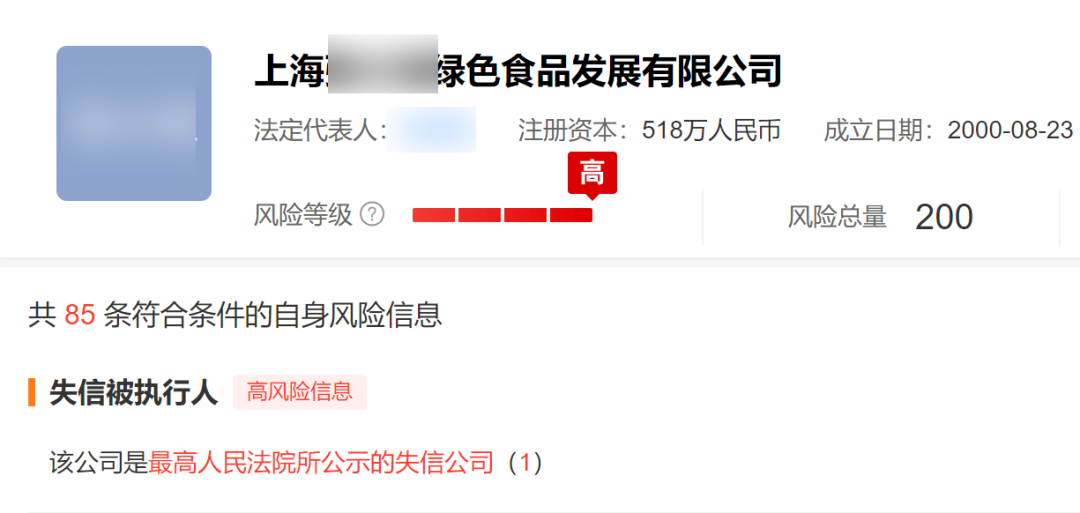 上海 绿色食品发展有限公司
法定代表人： 注册资本：518万人民币 成立日期：2000-08-23
高
风险等级 ? 风险总量 200
共 85 条符合条件的自身风险信息
失信被执行人 高风险信息
该公司是最高人民法院所公示的失信公司（1）